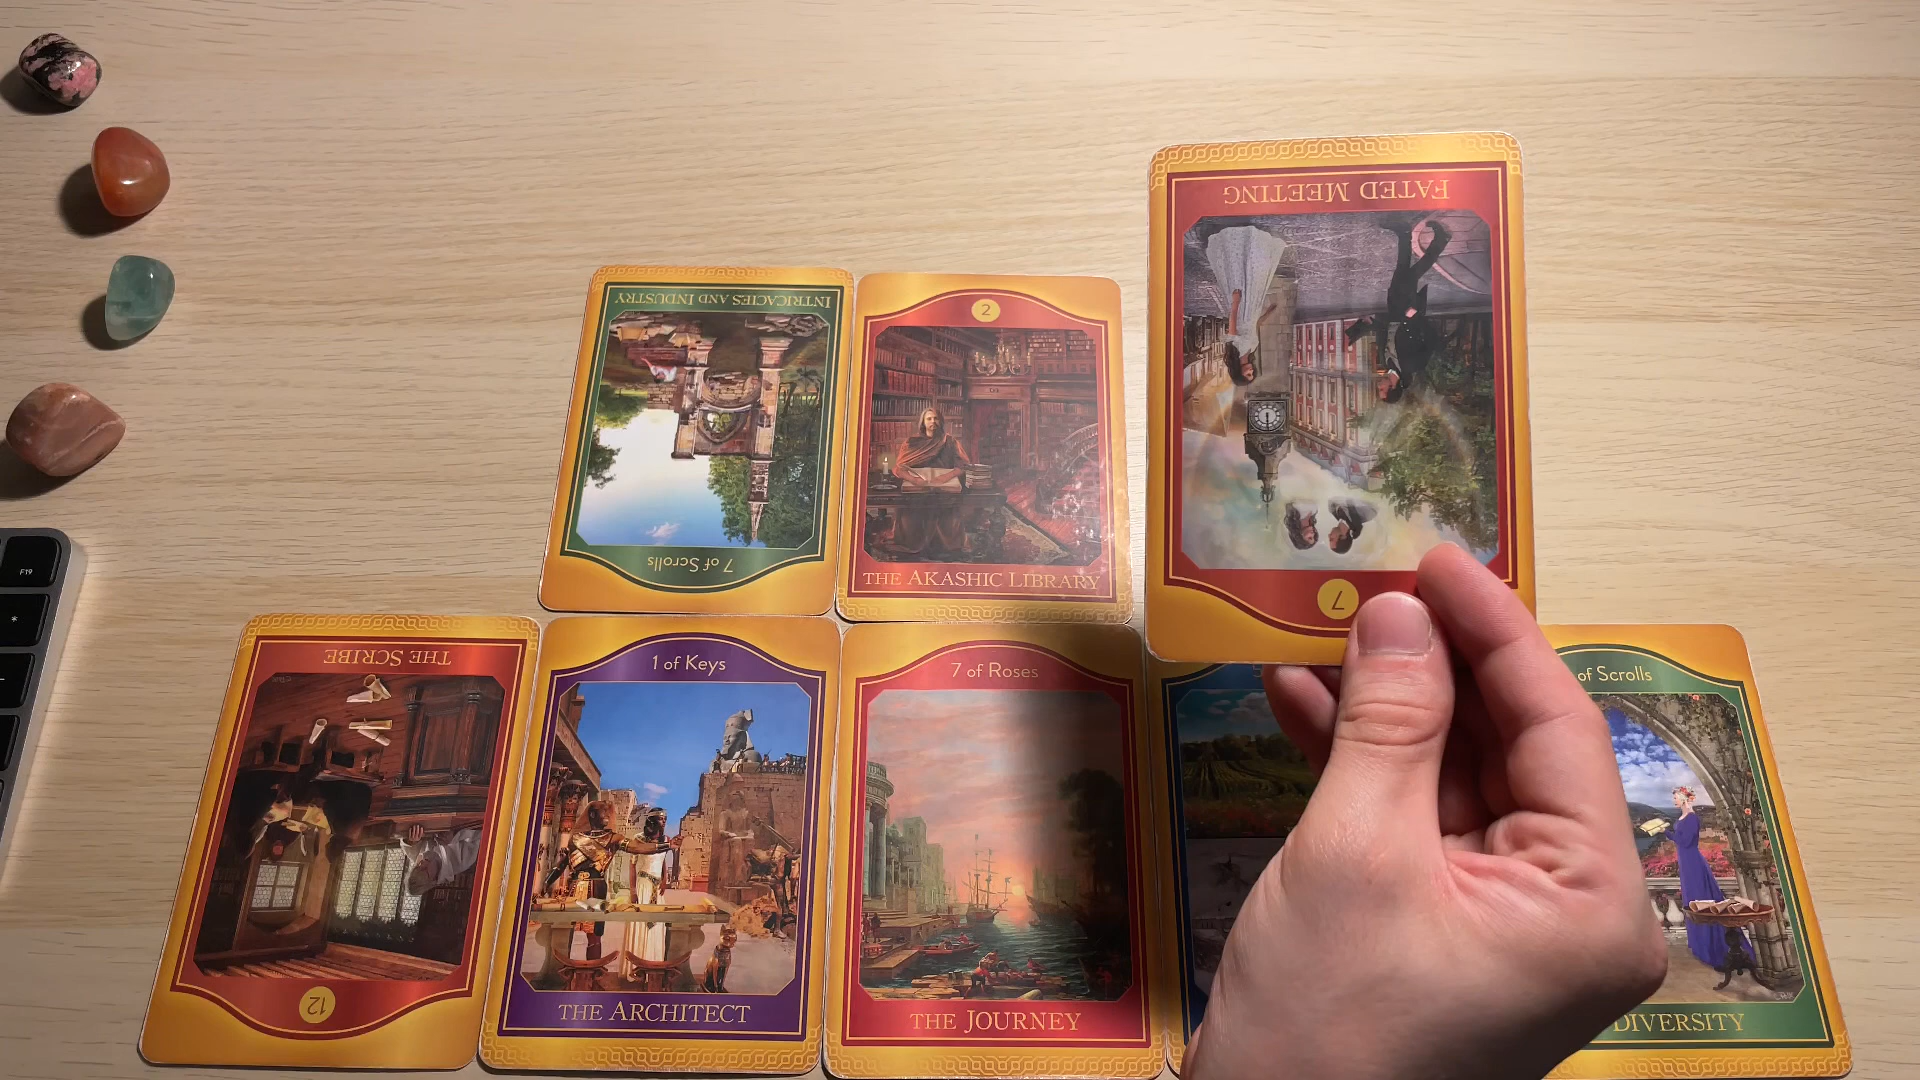 FATED MEETING
7
INTRICACIES AND INDUSTRY
7 of Scrolls
2
THE AKASHIC LIBRARY
THE SCRIBE
12
1 of Keys
THE ARCHITECT
7 of Roses
THE JOURNEY
of Scrolls
DIVERSITY
F19
*
-